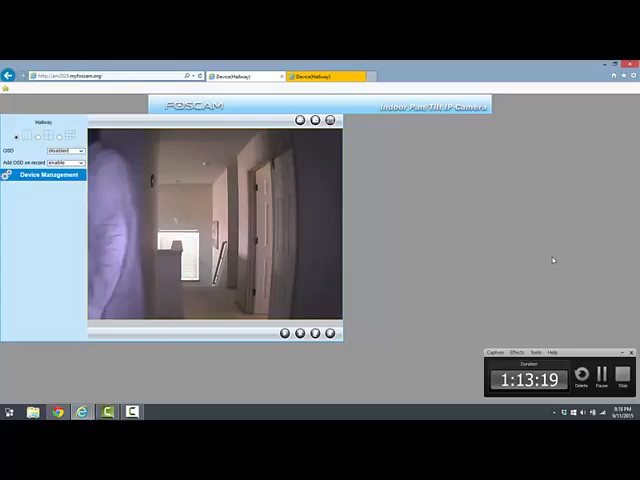 http://am3029.myfoscam.org/
Device(Hallway)
Device(Hallway)
FOSCAM
Indoor Pan/Tilt IP Camera
Hallway
OSD
disabled
Add OSD on record
enable
Device Management
Capture Effects Tools Help
Duration
1:13:19
Delete
Pause
Stop
8:18 PM
9/11/2015